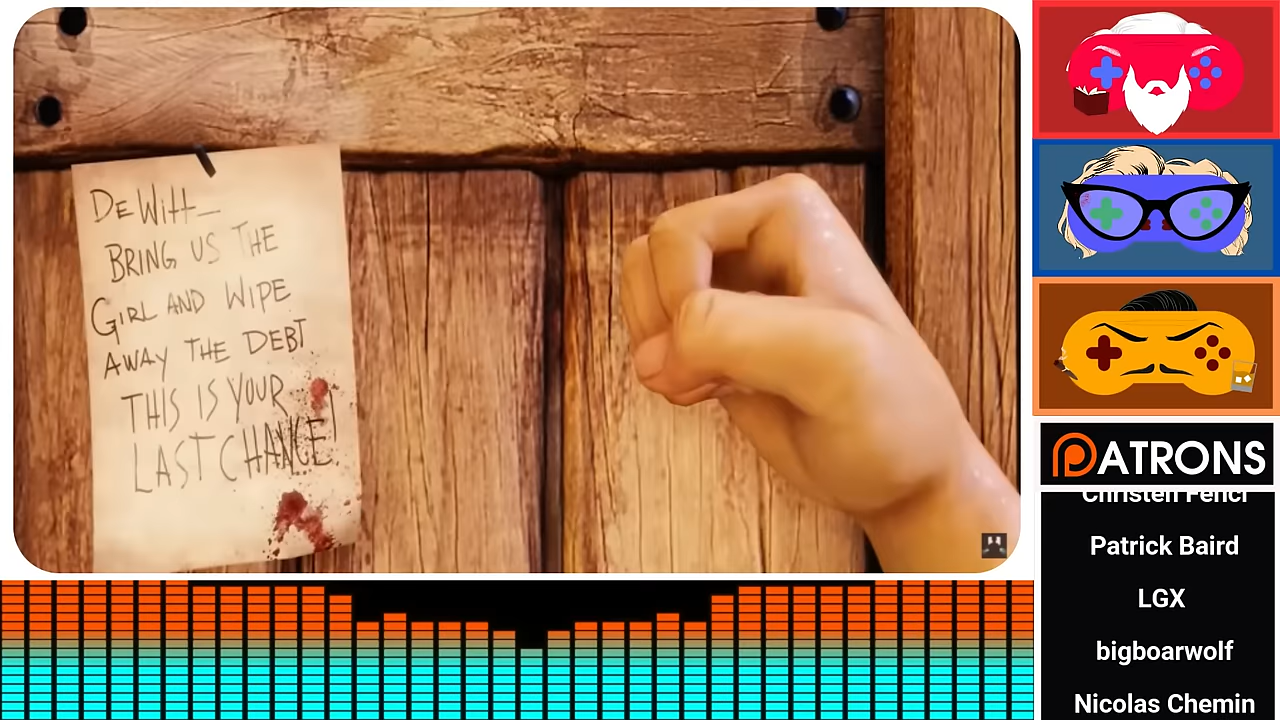 DeWitt—
BRING US THE
GIRL AND WIPE
AWAY THE DEBT
THIS IS YOUR
LAST CHANCE!
PATRONS
Patrick Baird
LGX
bigboarwolf
Nicolas Chemin